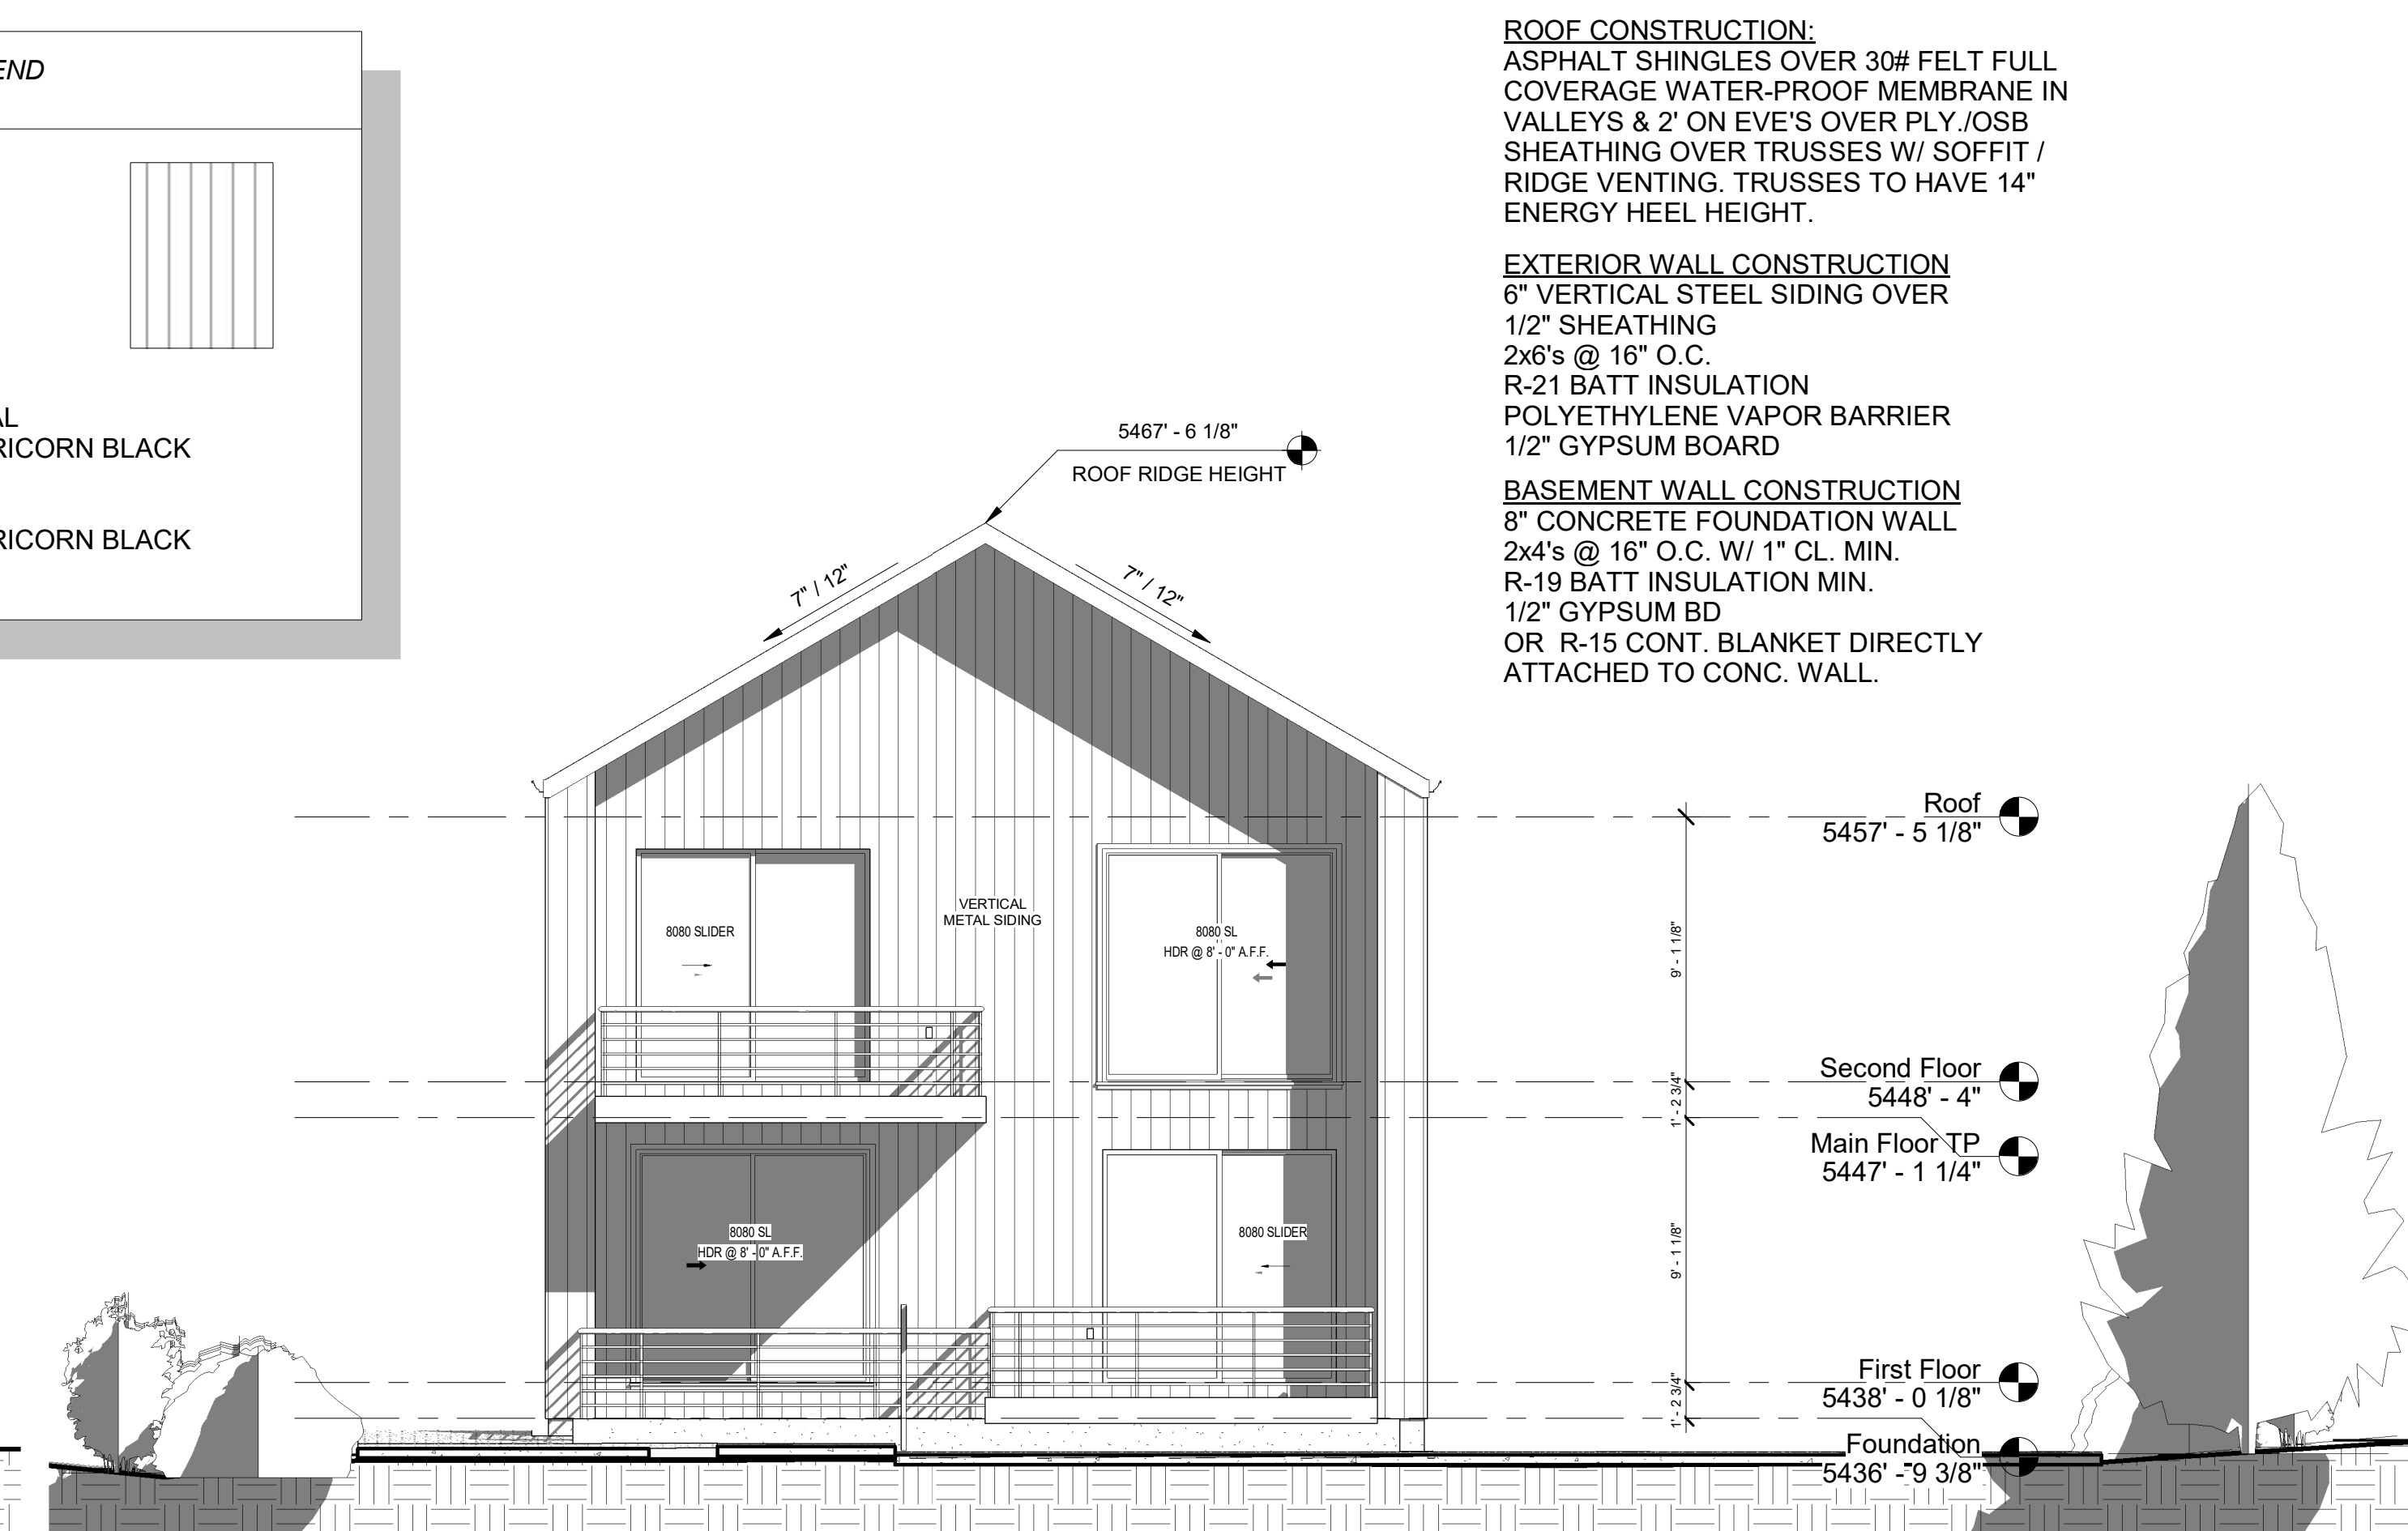 END
AL
RICORN BLACK
RICORN BLACK
ROOF CONSTRUCTION:
ASPHALT SHINGLES OVER 30# FELT FULL
COVERAGE WATER-PROOF MEMBRANE IN
VALLEYS & 2' ON EVE'S OVER PLY./OSB
SHEATHING OVER TRUSSES W/ SOFFIT /
RIDGE VENTING. TRUSSES TO HAVE 14"
ENERGY HEEL HEIGHT.
EXTERIOR WALL CONSTRUCTION
6" VERTICAL STEEL SIDING OVER
1/2" SHEATHING
2x6's @ 16" O.C.
R-21 BATT INSULATION
POLYETHYLENE VAPOR BARRIER
1/2" GYPSUM BOARD
BASEMENT WALL CONSTRUCTION
8" CONCRETE FOUNDATION WALL
2x4's @ 16" O.C. W/ 1" CL. MIN.
R-19 BATT INSULATION MIN.
1/2" GYPSUM BD
OR R-15 CONT. BLANKET DIRECTLY
ATTACHED TO CONC. WALL.
5467' - 6 1/8"
ROOF RIDGE HEIGHT
7" / 12"
7" / 12"
Roof
5457' - 5 1/8"
VERTICAL
METAL SIDING
8080 SLIDER
8080 SL
HDR @ 8' - 0" A.F.F.
9' - 1 1/8"
Second Floor
5448' - 4"
1' - 2 3/4"
Main Floor TP
5447' - 1 1/4"
8080 SL
HDR @ 8' - 0" A.F.F.
8080 SLIDER
9' - 1 1/8"
First Floor
5438' - 0 1/8"
1' - 2 3/4"
Foundation
5436' - 9 3/8"